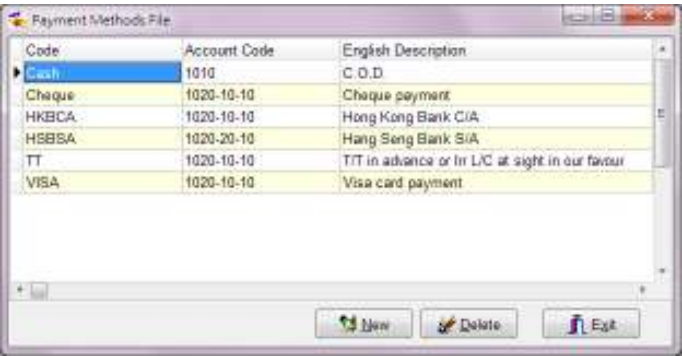 Payment Methods File
Code Account Code English Description
Cash 1010 C.O.D.
Cheque 1020-10-10 Cheque payment
HKBCA 1020-10-10 Hong Kong Bank C/A
HSBSA 1020-20-10 Hang Seng Bank S/A
TT 1020-10-10 T/T in advance or Irr L/C at sight in our favour
VISA 1020-10-10 Visa card payment
New Delete Exit